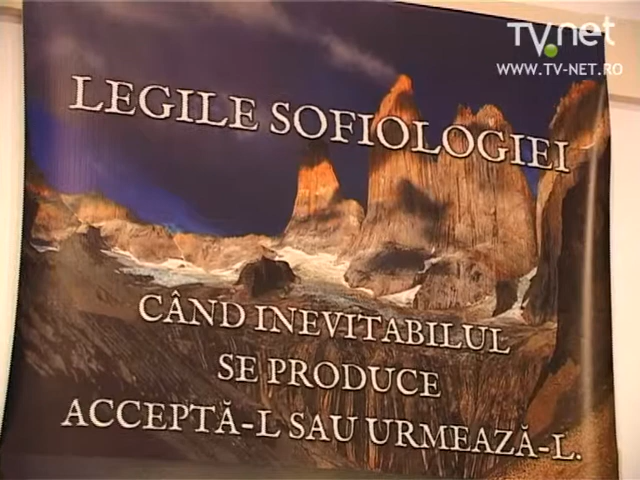 TV.net
WWW.TV-NET.RO
LEGILE SOFIOLOGIEI
CÂND INEVITABILUL
SE PRODUCE
ACCEPTĂ-L SAU URMEAZĂ-L.